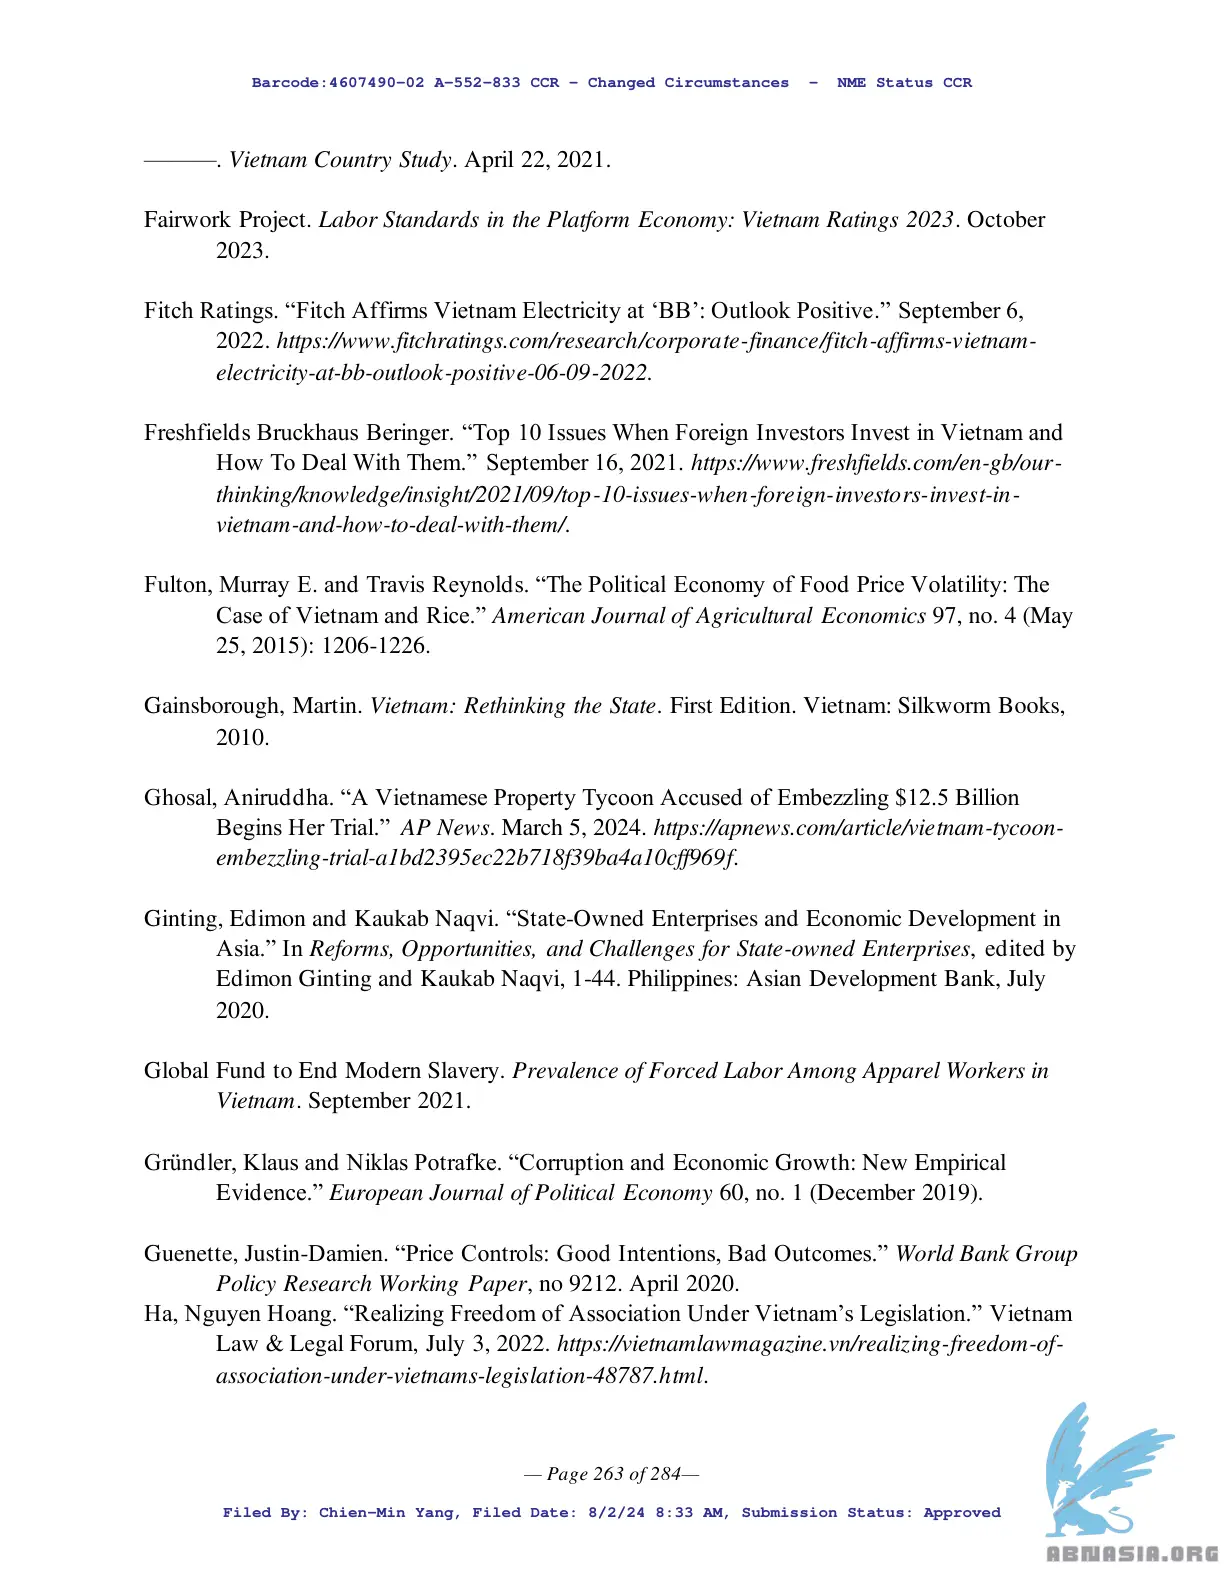 Barcode:4607490-02 A-552-833 CCR - Changed Circumstances - NME Status CCR
———. Vietnam Country Study. April 22, 2021.
Fairwork Project. Labor Standards in the Platform Economy: Vietnam Ratings 2023. October
2023.
Fitch Ratings. “Fitch Affirms Vietnam Electricity at ‘BB’: Outlook Positive.” September 6,
2022. https://www.fitchratings.com/research/corporate-finance/fitch-affirms-vietnam-
electricity-at-bb-outlook-positive-06-09-2022.
Freshfields Bruckhaus Beringer. “Top 10 Issues When Foreign Investors Invest in Vietnam and
How To Deal With Them.” September 16, 2021. https://www.freshfields.com/en-gb/our-
thinking/knowledge/insight/2021/09/top-10-issues-when-foreign-investors-invest-in-
vietnam-and-how-to-deal-with-them/.
Fulton, Murray E. and Travis Reynolds. “The Political Economy of Food Price Volatility: The
Case of Vietnam and Rice.” American Journal of Agricultural Economics 97, no. 4 (May
25, 2015): 1206-1226.
Gainsborough, Martin. Vietnam: Rethinking the State. First Edition. Vietnam: Silkworm Books,
2010.
Ghosal, Aniruddha. “A Vietnamese Property Tycoon Accused of Embezzling $12.5 Billion
Begins Her Trial.” AP News. March 5, 2024. https://apnews.com/article/vietnam-tycoon-
embezzling-trial-a1bd2395ec22b718f39ba4a10cff969f.
Ginting, Edimon and Kaukab Naqvi. “State-Owned Enterprises and Economic Development in
Asia.” In Reforms, Opportunities, and Challenges for State-owned Enterprises, edited by
Edimon Ginting and Kaukab Naqvi, 1-44. Philippines: Asian Development Bank, July
2020.
Global Fund to End Modern Slavery. Prevalence of Forced Labor Among Apparel Workers in
Vietnam. September 2021.
Gründler, Klaus and Niklas Potrafke. “Corruption and Economic Growth: New Empirical
Evidence.” European Journal of Political Economy 60, no. 1 (December 2019).
Guenette, Justin-Damien. “Price Controls: Good Intentions, Bad Outcomes.” World Bank Group
Policy Research Working Paper, no 9212. April 2020.
Ha, Nguyen Hoang. “Realizing Freedom of Association Under Vietnam’s Legislation.” Vietnam
Law & Legal Forum, July 3, 2022. https://vietnamlawmagazine.vn/realizing-freedom-of-
association-under-vietnams-legislation-48787.html.
— Page 263 of 284—
Filed By: Chien-Min Yang, Filed Date: 8/2/24 8:33 AM, Submission Status: Approved
ABNASIA.ORG